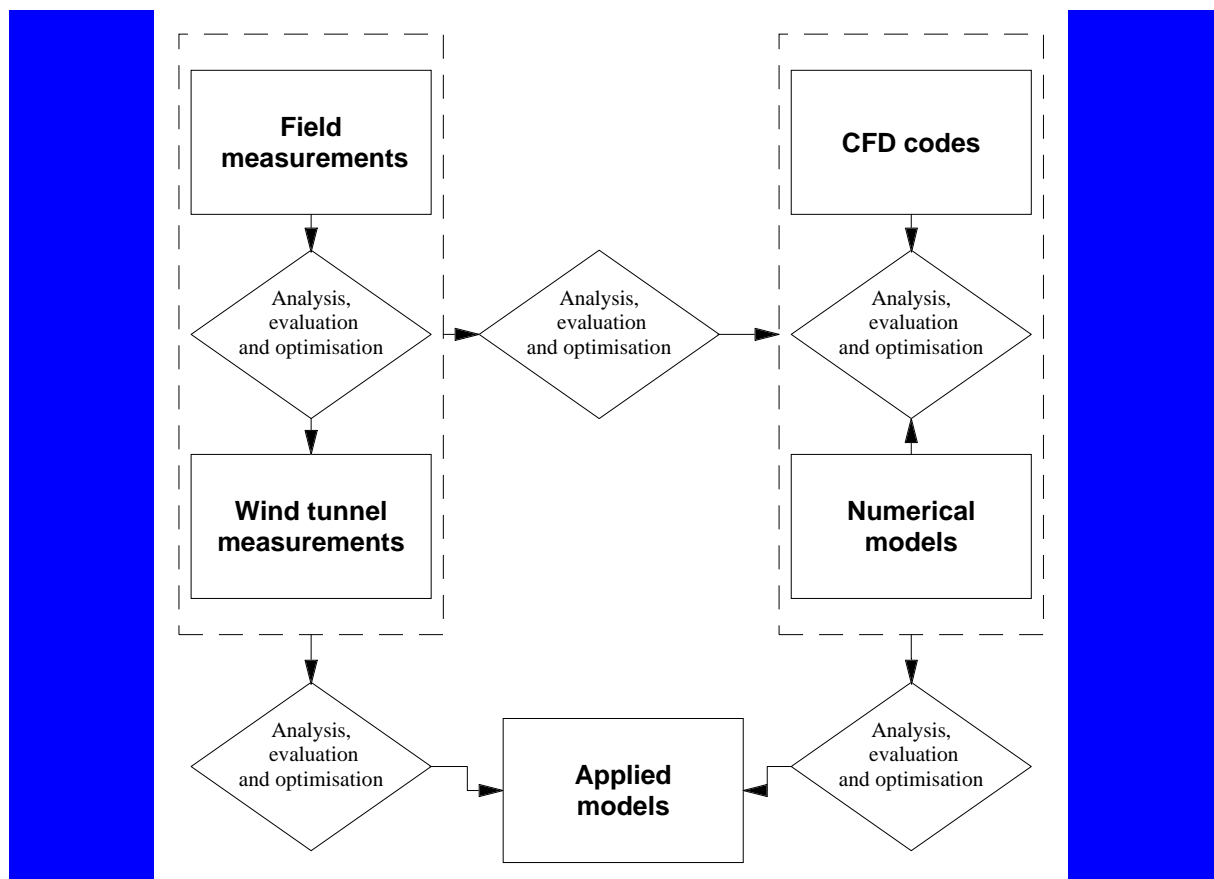 Field
measurements
CFD codes
Analysis,
evaluation
and optimisation
Analysis,
evaluation
and optimisation
Analysis,
evaluation
and optimisation
Wind tunnel
measurements
Numerical
models
Analysis,
evaluation
and optimisation
Applied
models
Analysis,
evaluation
and optimisation